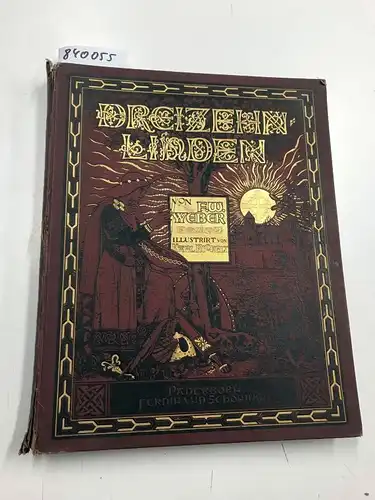 840055
DREIZEHN-
LINDEN
VON F.W.
WEBER
ILLUSTRIRT VON
PADERBORN
FERDINAND SCHÖNINGH